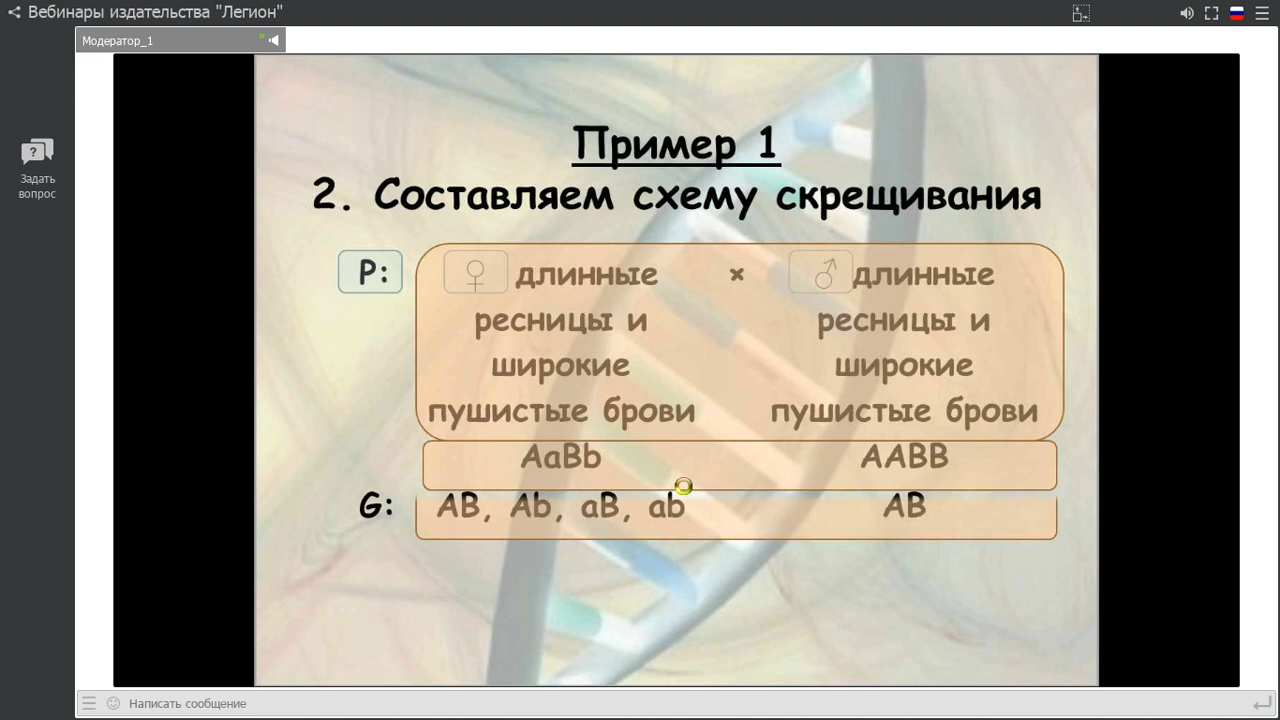 Вебинары издательства "Легион"
Модератор_1
Задать
вопрос
Пример 1
2. Составляем схему скрещивания
P: ♀ длинные × ♂ длинные
ресницы и ресницы и
широкие широкие
пушистые брови пушистые брови
AaBb AABB
G: AB, Ab, aB, ab AB
Написать сообщение